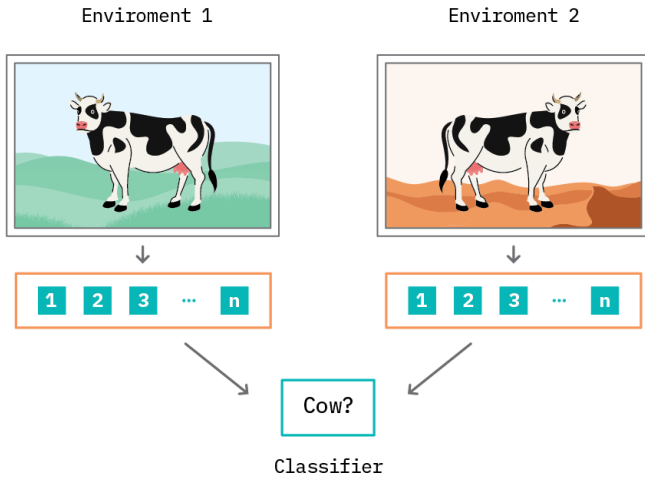 Enviroment 1
Enviroment 2
1 2 3 ... n
1 2 3 ... n
Cow?
Classifier